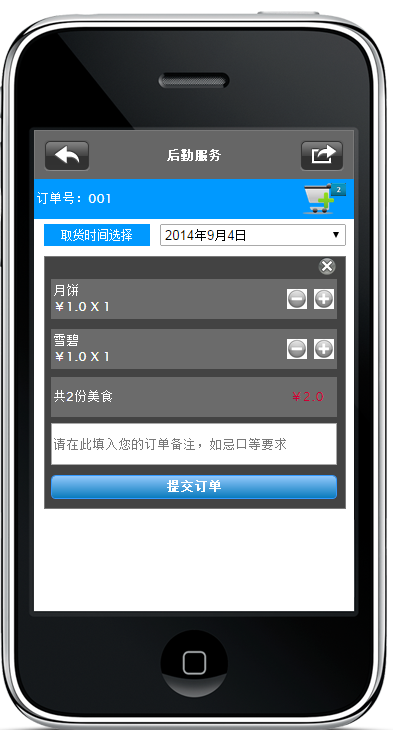 后勤服务
订单号：001
2
取货时间选择
2014年9月4日
月饼
￥1.0 X 1
雪碧
￥1.0 X 1
共2份美食
￥2.0
请在此填入您的订单备注，如忌口等要求
提交订单